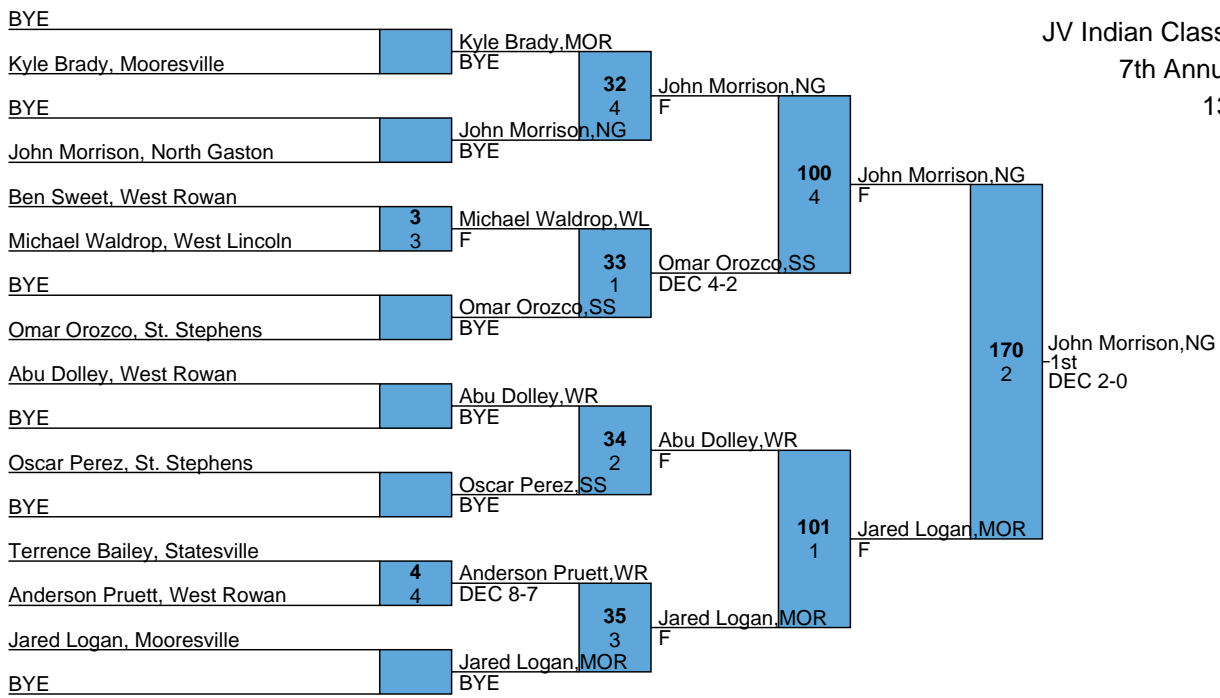 BYE
Kyle Brady, Mooresville
BYE
John Morrison, North Gaston
Ben Sweet, West Rowan
Michael Waldrop, West Lincoln
BYE
Omar Orozco, St. Stephens
Abu Dolley, West Rowan
BYE
Oscar Perez, St. Stephens
BYE
Terrence Bailey, Statesville
Anderson Pruett, West Rowan
Jared Logan, Mooresville
BYE
3
3
4
4
Kyle Brady,MOR
BYE
John Morrison,NG
BYE
Michael Waldrop,WL
F
Omar Orozco,SS
BYE
Abu Dolley,WR
BYE
Oscar Perez,SS
BYE
Anderson Pruett,WR
DEC 8-7
Jared Logan,MOR
BYE
32
4
33
1
34
2
35
3
John Morrison,NG
F
Omar Orozco,SS
DEC 4-2
Abu Dolley,WR
F
Jared Logan,MOR
F
100
4
101
1
John Morrison,NG
F
Jared Logan,MOR
F
170
2
John Morrison,NG
1st
DEC 2-0
JV Indian Class
7th Annu
13